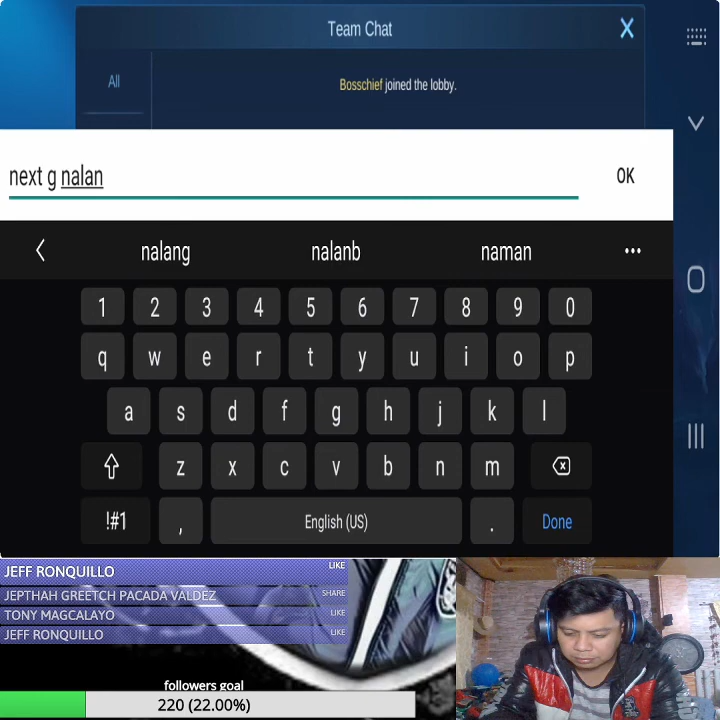 Team Chat
X
All
Bosschief joined the lobby.
next g nalan
OK
nalang nalanb naman
1 2 3 4 5 6 7 8 9 0
q w e r t y u i o p
a s d f g h j k l
z x c v b n m
!#1 , English (US) . Done
JEFF RONQUILLO LIKE
JEPTHAH GREETCH PACADA VALDEZ SHARE
TONY MAGCALAYO LIKE
JEFF RONQUILLO LIKE
followers goal
220 (22.00%)